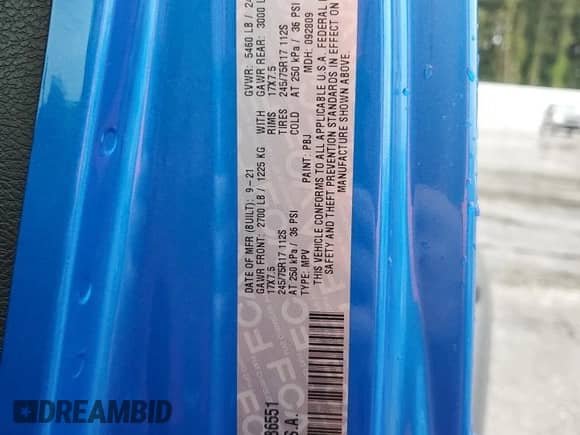 DATE OF MFR (BUILT): 9-21 GVWR: 5460 LB /
GAWR FRONT: 2700 LB / 1225 KG WITH GAWR REAR: 3000
17X7.5 RIMS 17X7.5
245/75R17 112S TIRES 245/75R17 112S
AT 250 kPa / 36 PSI COLD AT 250 kPa / 36 PSI
TYPE: MPV PAINT: PBJ MDH: 092809
THIS VEHICLE CONFORMS TO ALL APPLICABLE U.S.A. FEDERAL
SAFETY AND THEFT PREVENTION STANDARDS IN EFFECT ON
MANUFACTURE SHOWN ABOVE.
86551
S.A.
DREAMBID